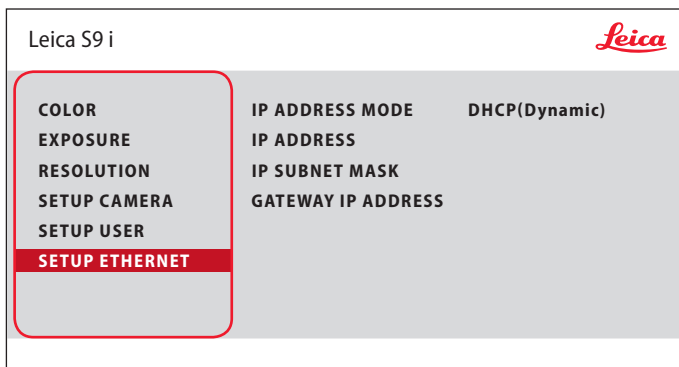 Leica S9 i
Leica
COLOR
EXPOSURE
RESOLUTION
SETUP CAMERA
SETUP USER
SETUP ETHERNET
IP ADDRESS MODE DHCP(Dynamic)
IP ADDRESS
IP SUBNET MASK
GATEWAY IP ADDRESS